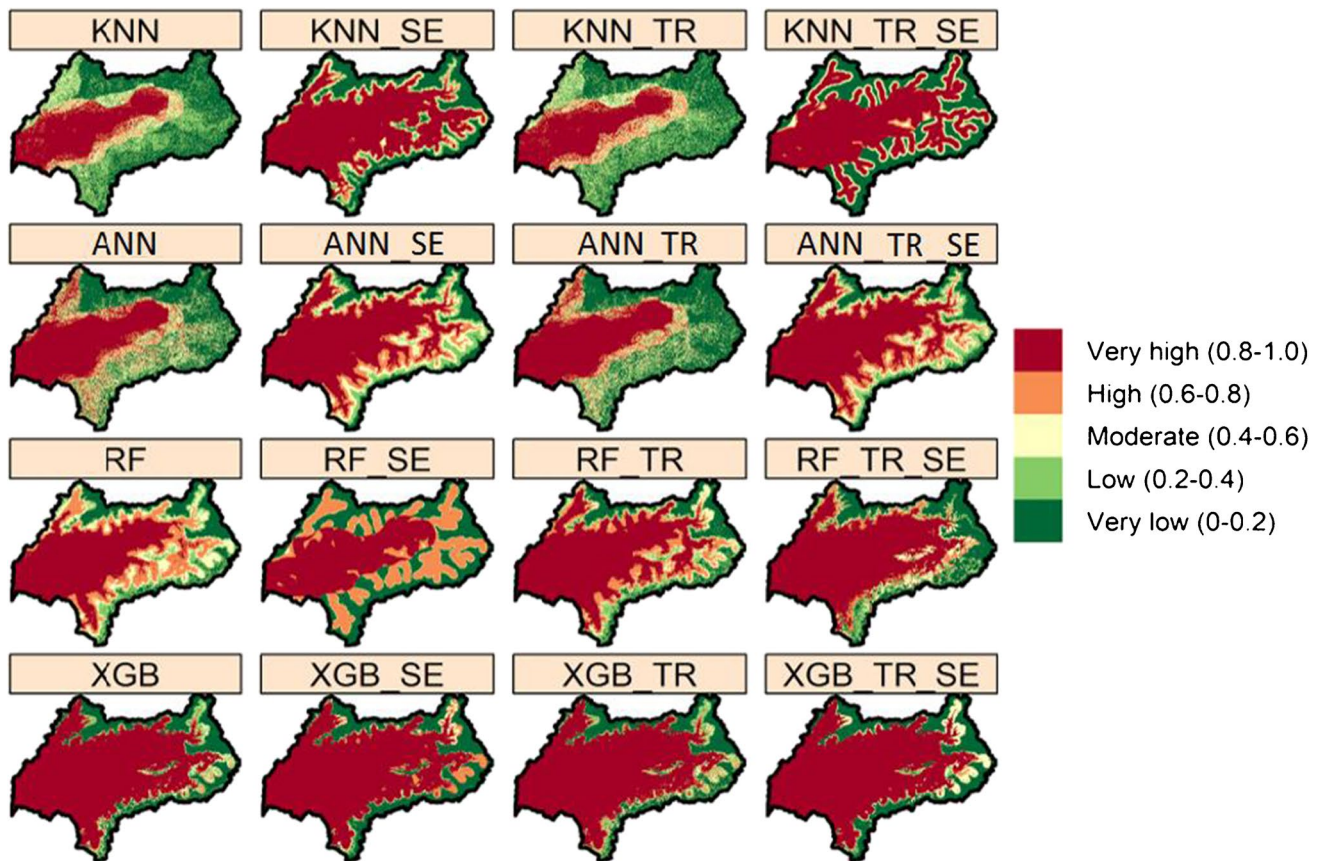 KNN
KNN_SE
KNN_TR
KNN_TR_SE
ANN
ANN_SE
ANN_TR
ANN_TR_SE
RF
RF_SE
RF_TR
RF_TR_SE
XGB
XGB_SE
XGB_TR
XGB_TR_SE
Very high (0.8-1.0)
High (0.6-0.8)
Moderate (0.4-0.6)
Low (0.2-0.4)
Very low (0-0.2)